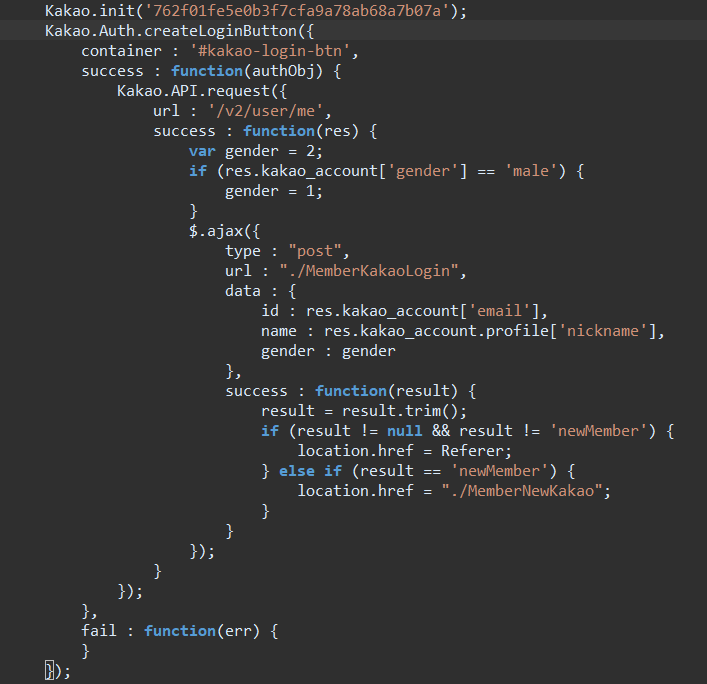 Kakao.init('762f01fe5e0b3f7cfa9a78ab68a7b07a');
Kakao.Auth.createLoginButton({
container : '#kakao-login-btn',
success : function(authObj) {
Kakao.API.request({
url : '/v2/user/me',
success : function(res) {
var gender = 2;
if (res.kakao_account['gender'] == 'male') {
gender = 1;
}
$.ajax({
type : "post",
url : "./MemberKakaoLogin",
data : {
id : res.kakao_account['email'],
name : res.kakao_account.profile['nickname'],
gender : gender
},
success : function(result) {
result = result.trim();
if (result != null && result != 'newMember') {
location.href = Referer;
} else if (result == 'newMember') {
location.href = "./MemberNewKakao";
}
}
});
}
});
},
fail : function(err) {
}
});